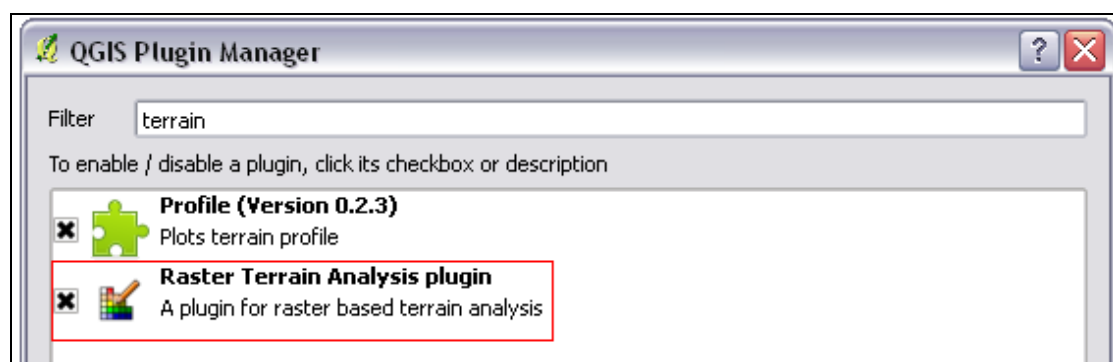 QGIS Plugin Manager
Filter terrain
To enable / disable a plugin, click its checkbox or description
Profile (Version 0.2.3)
Plots terrain profile
Raster Terrain Analysis plugin
A plugin for raster based terrain analysis